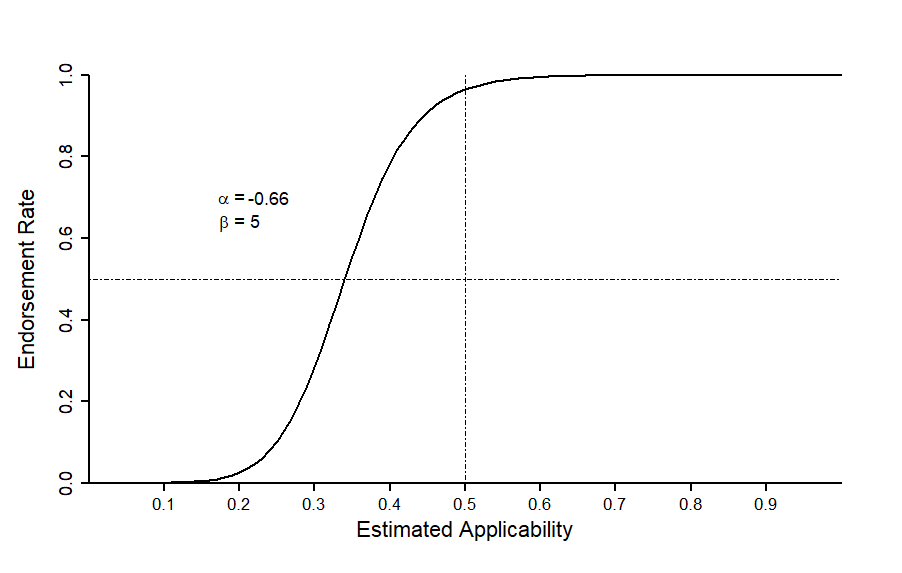 1.0
0.8
0.6
0.4
0.2
0.0
Endorsement Rate
α = -0.66
β = 5
0.1 0.2 0.3 0.4 0.5 0.6 0.7 0.8 0.9
Estimated Applicability